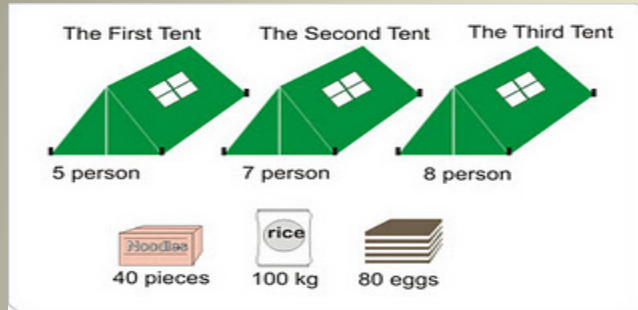 The First Tent The Second Tent The Third Tent
5 person 7 person 8 person
Noodles rice
40 pieces 100 kg 80 eggs